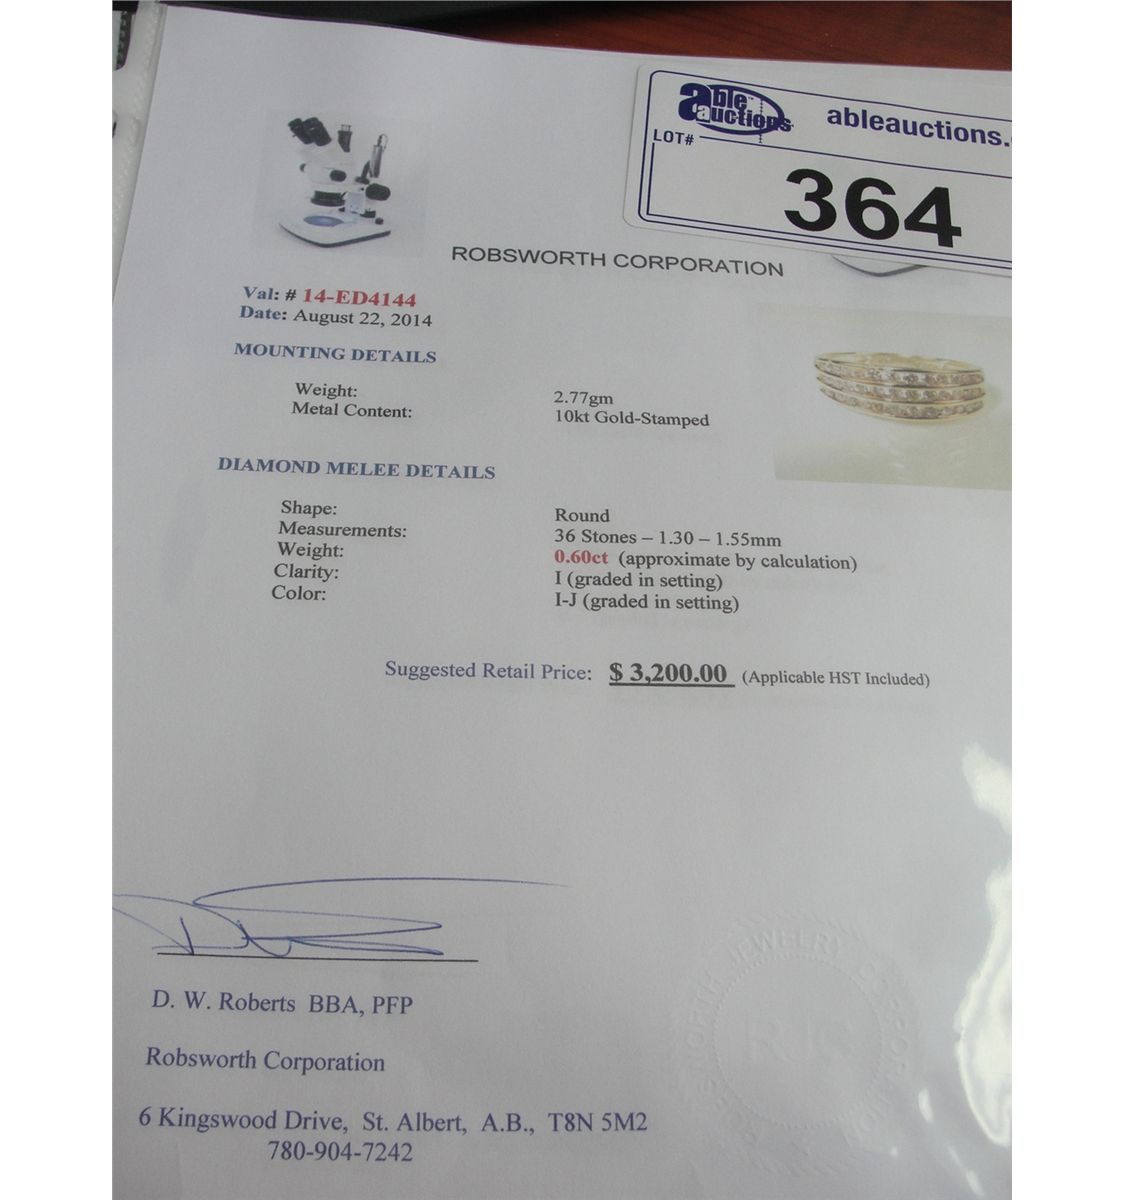 able auctions
ableauctions.
LOT#
364
ROBSWORTH CORPORATION
Val: # 14-ED4144
Date: August 22, 2014
MOUNTING DETAILS
Weight: 2.77gm
Metal Content: 10kt Gold-Stamped
DIAMOND MELEE DETAILS
Shape: Round
Measurements: 36 Stones – 1.30 – 1.55mm
Weight: 0.60ct (approximate by calculation)
Clarity: I (graded in setting)
Color: I-J (graded in setting)
Suggested Retail Price: $ 3,200.00 (Applicable HST Included)
D. W. Roberts BBA, PFP
Robsworth Corporation
6 Kingswood Drive, St. Albert, A.B., T8N 5M2
780-904-7242
JEWELRY